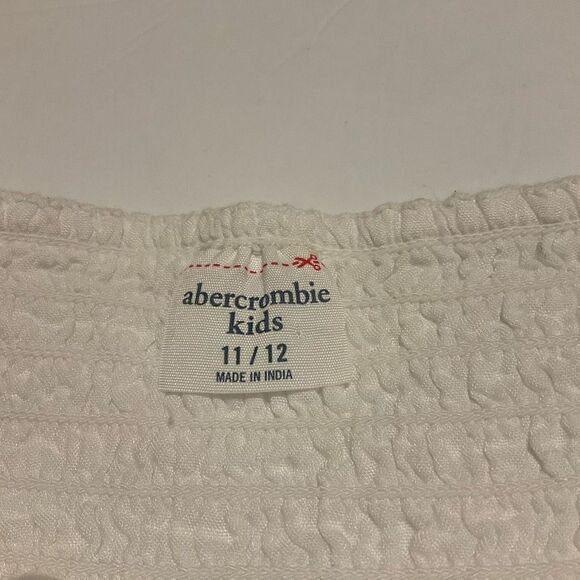 abercrombie
kids
11 / 12
MADE IN INDIA